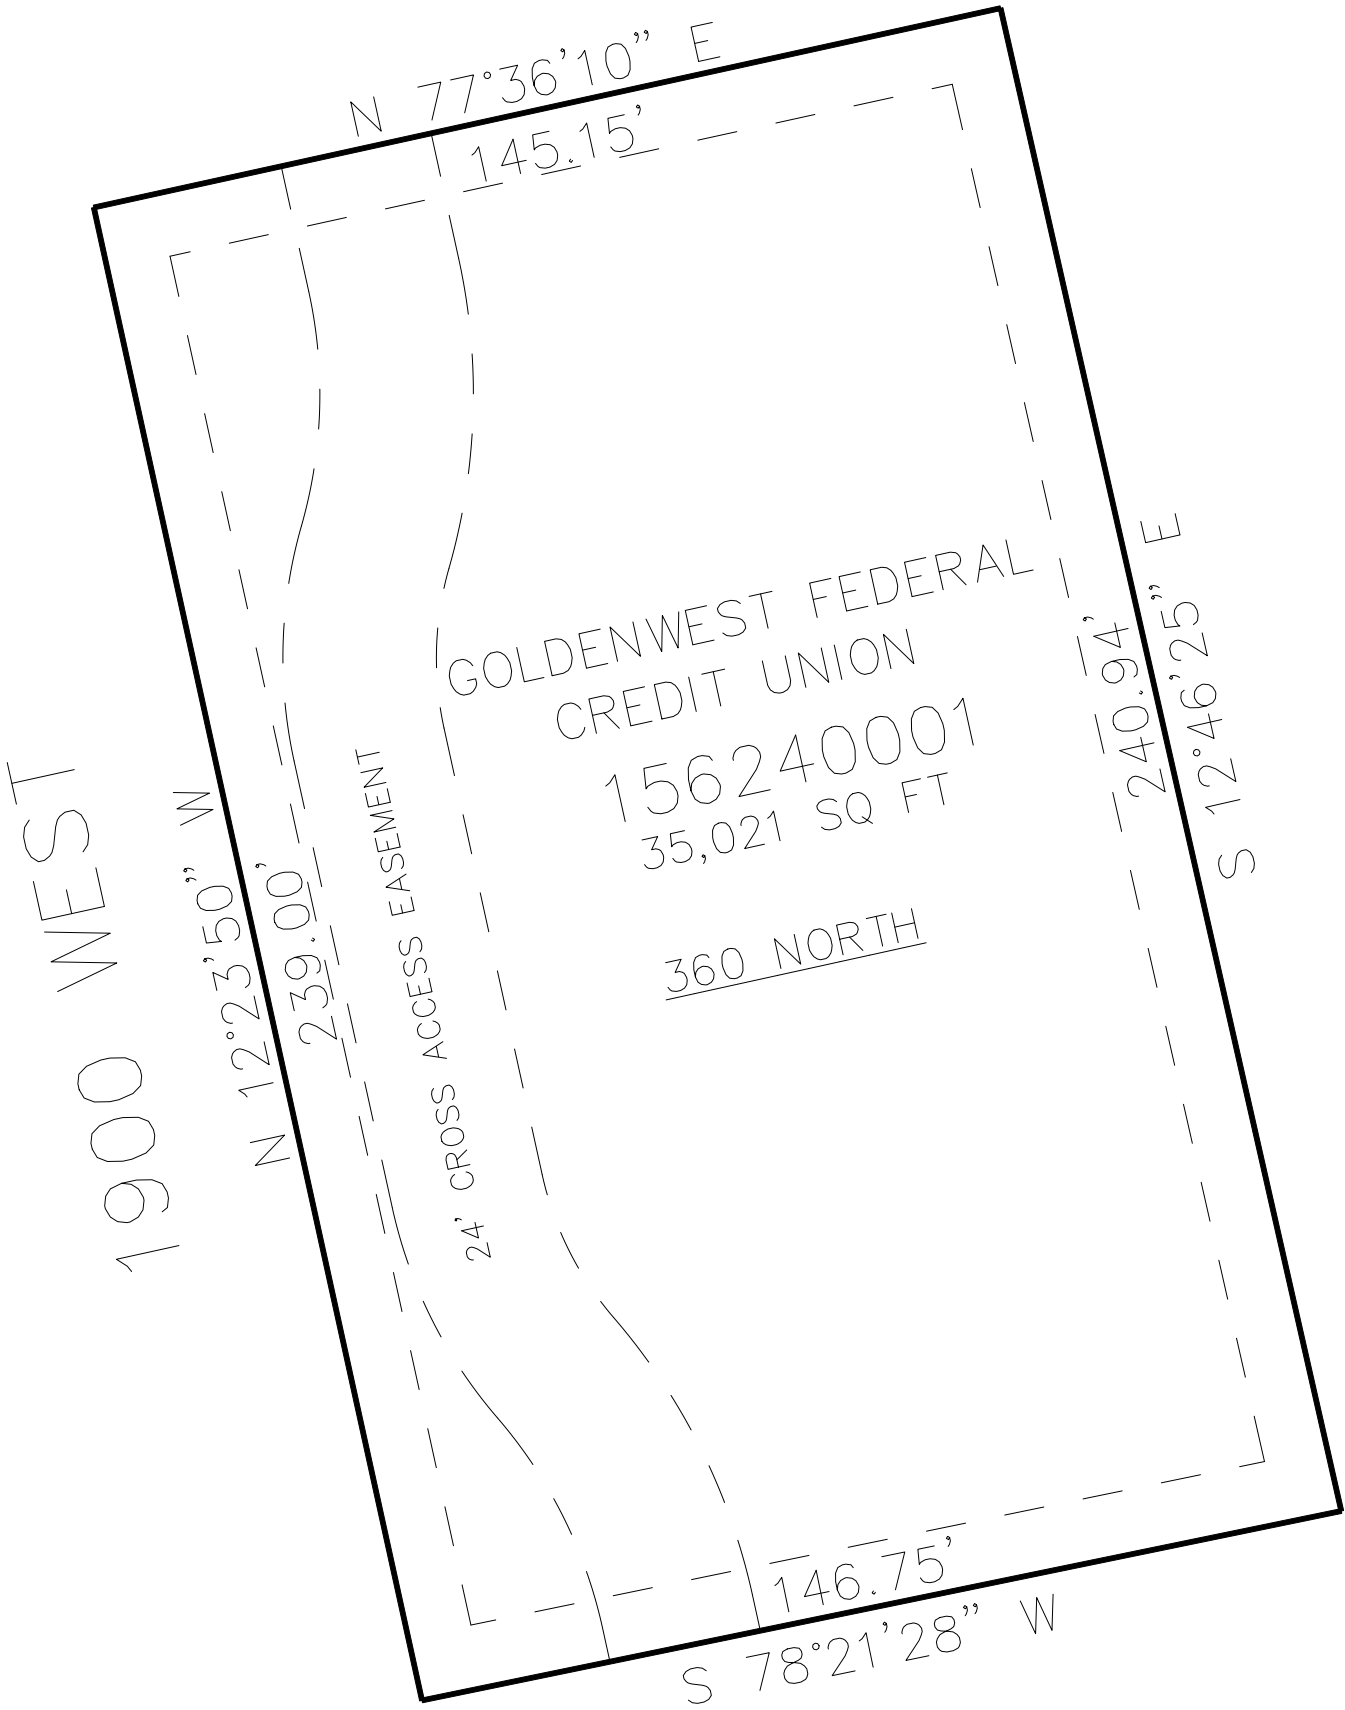 N 77°36'10" E
145.15'
GOLDENWEST FEDERAL
CREDIT UNION
156240001
35,021 SQ FT
360 NORTH
240.94'
S 12°46'25" E
1900 WEST
N 12°23'50" W
239.00'
24' CROSS ACCESS EASEMENT
146.75'
S 78°21'28" W